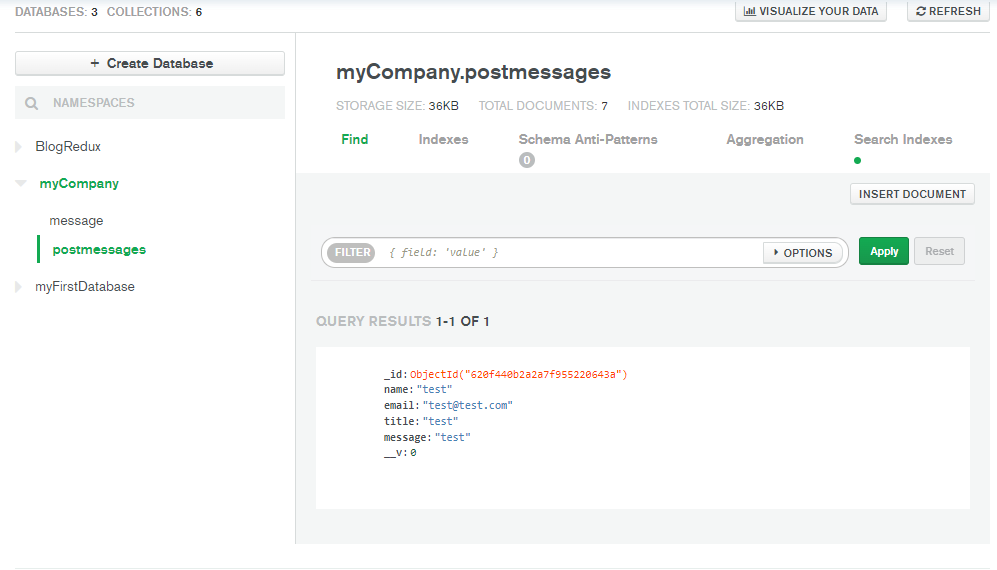 DATABASES: 3 COLLECTIONS: 6
VISUALIZE YOUR DATA
REFRESH
+ Create Database
NAMESPACES
BlogRedux
myCompany
message
postmessages
myFirstDatabase
myCompany.postmessages
STORAGE SIZE: 36KB TOTAL DOCUMENTS: 7 INDEXES TOTAL SIZE: 36KB
Find Indexes Schema Anti-Patterns Aggregation Search Indexes
0
INSERT DOCUMENT
FILTER { field: 'value' } OPTIONS Apply Reset
QUERY RESULTS 1-1 OF 1
_id: ObjectId("620f440b2a2a7f955220643a")
name: "test"
email: "test@test.com"
title: "test"
message: "test"
__v: 0